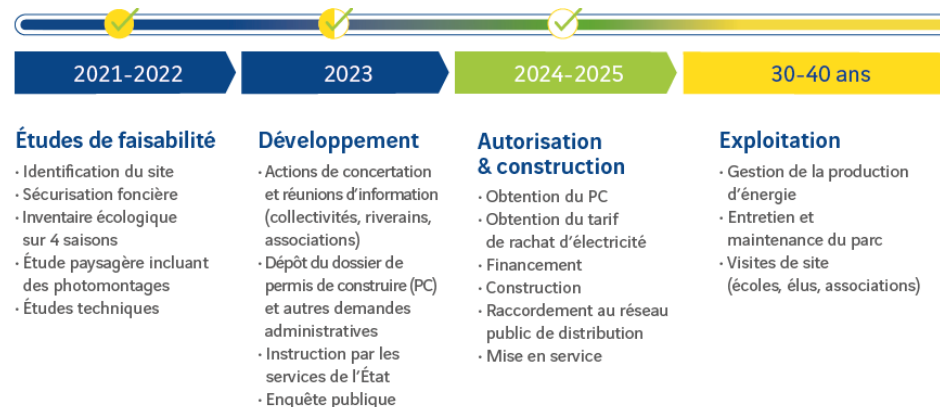 2021-2022
2023
2024-2025
30-40 ans
Études de faisabilité
· Identification du site
· Sécurisation foncière
· Inventaire écologique
sur 4 saisons
· Étude paysagère incluant
des photomontages
· Études techniques
Développement
· Actions de concertation
et réunions d'information
(collectivités, riverains,
associations)
· Dépôt du dossier de
permis de construire (PC)
et autres demandes
administratives
· Instruction par les
services de l'État
· Enquête publique
Autorisation
& construction
· Obtention du PC
· Obtention du tarif
de rachat d'électricité
· Financement
· Construction
· Raccordement au réseau
public de distribution
· Mise en service
Exploitation
· Gestion de la production
d'énergie
· Entretien et
maintenance du parc
· Visites de site
(écoles, élus, associations)